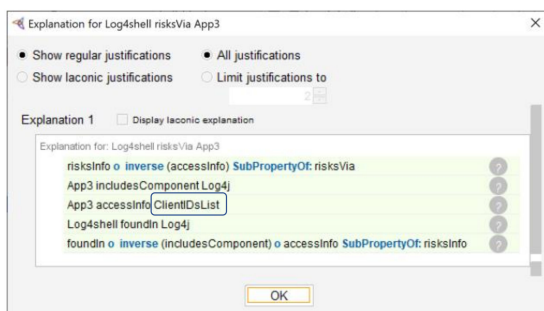 Explanation for Log4shell risksVia App3
Show regular justifications All justifications
Show laconic justifications Limit justifications to
2
Explanation 1 Display laconic explanation
Explanation for: Log4shell risksVia App3
risksInfo o inverse (accessInfo) SubPropertyOf: risksVia
App3 includesComponent Log4j
App3 accessInfo ClientIDsList
Log4shell foundIn Log4j
foundIn o inverse (includesComponent) o accessInfo SubPropertyOf: risksInfo
OK